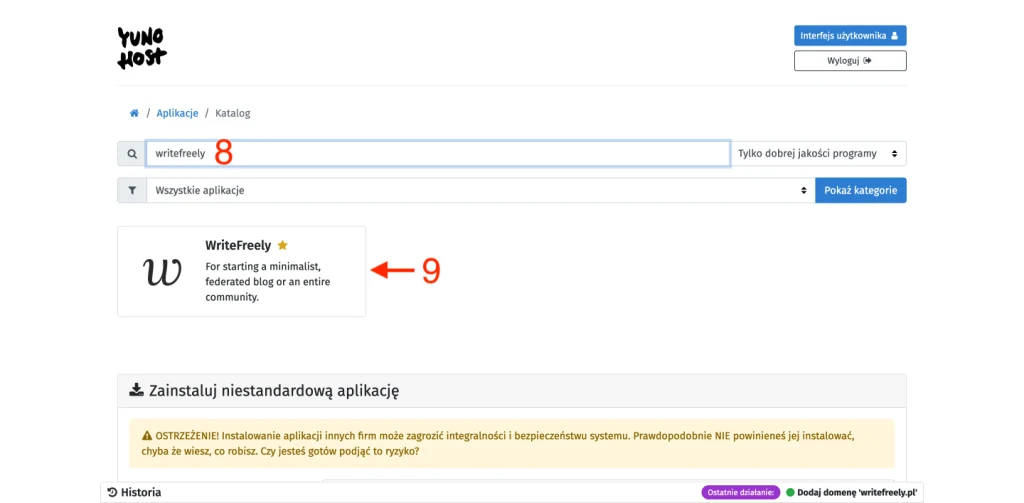 YUNO
HOST
Interfejs użytkownika
Wyloguj
/ Aplikacje / Katalog
writefreely 8 Tylko dobrej jakości programy
Wszystkie aplikacje Pokaż kategorie
w
WriteFreely
For starting a minimalist,
federated blog or an entire
community.
9
Zainstaluj niestandardową aplikację
OSTRZEŻENIE! Instalowanie aplikacji innych firm może zagrozić integralności i bezpieczeństwu systemu. Prawdopodobnie NIE powinieneś jej instalować,
chyba że wiesz, co robisz. Czy jesteś gotów podjąć to ryzyko?
Historia Ostatnie działanie: Dodaj domenę 'writefreely.pl'